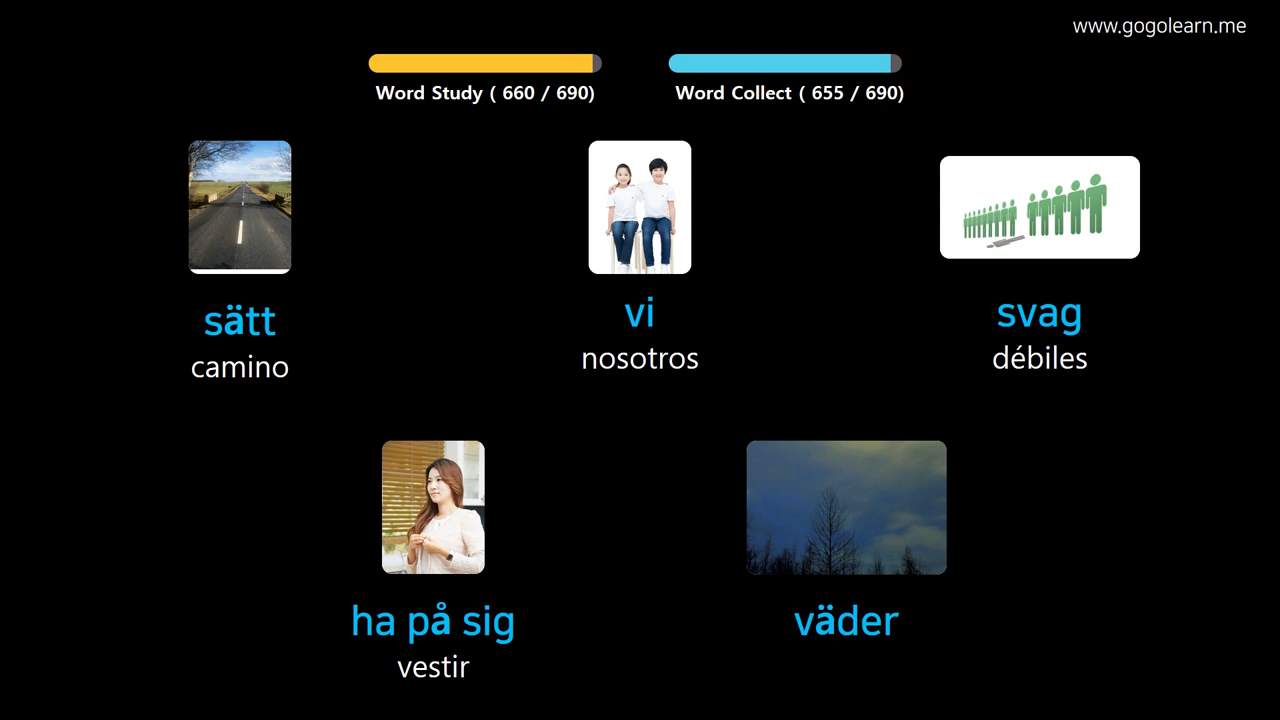 www.gogolearn.me
Word Study ( 660 / 690)
Word Collect ( 655 / 690)
sätt
camino
vi
nosotros
svag
débiles
ha på sig
vestir
väder